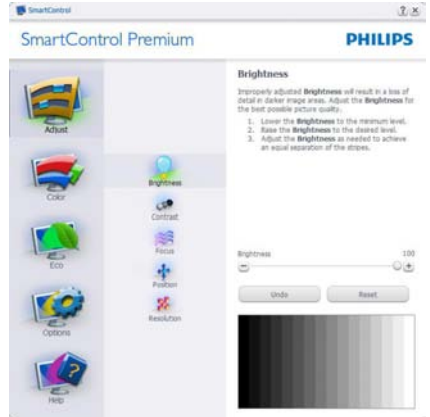 SmartControl
SmartControl Premium
PHILIPS
Adjust
Color
Eco
Options
Help
Brightness
Contrast
Focus
Position
Resolution
Brightness
Improperly adjusted Brightness will result in a loss of
detail in darker image areas. Adjust the Brightness for
the best possible picture quality.
1. Lower the Brightness to the minimum level.
2. Raise the Brightness to the desired level.
3. Adjust the Brightness as needed to achieve
an equal separation of the stripes.
Brightness 100
Undo Reset